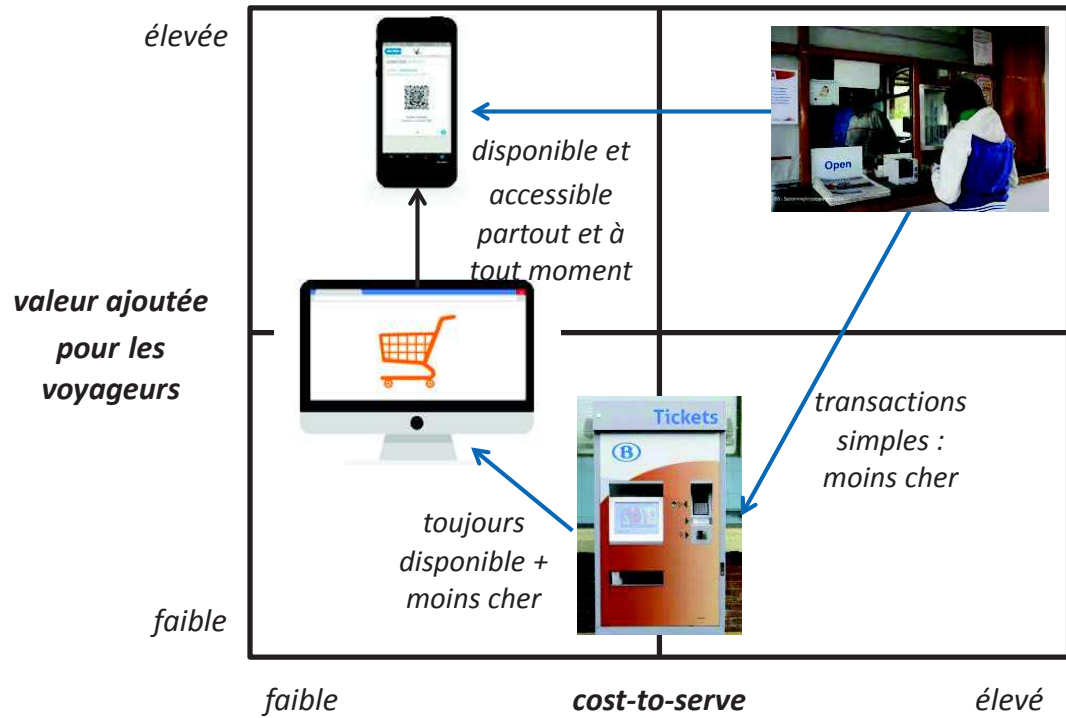 élevée
Open
disponible et
accessible
partout et à
tout moment
valeur ajoutée
pour les
voyageurs
Tickets
B
transactions
simples :
moins cher
toujours
disponible +
moins cher
faible
faible
cost-to-serve
élevé